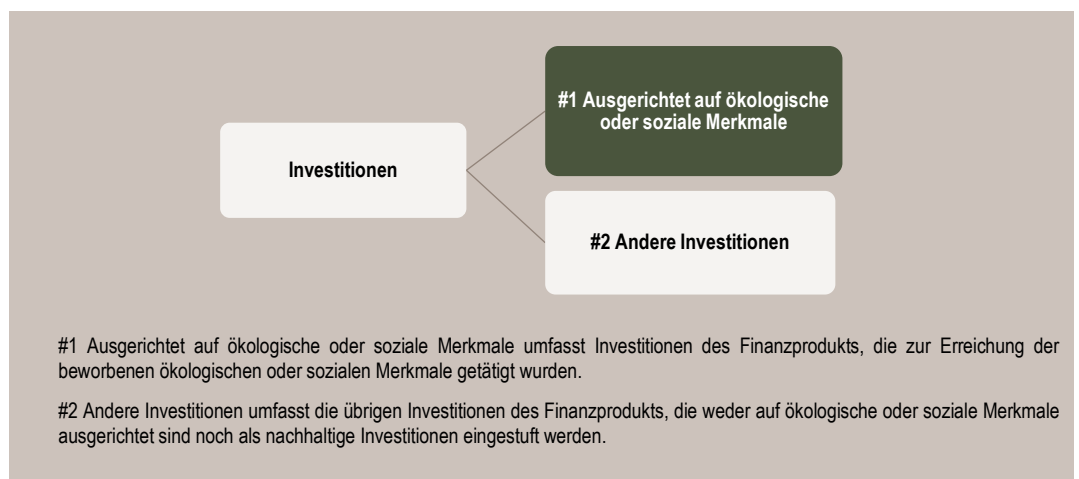 #1 Ausgerichtet auf ökologische
oder soziale Merkmale
Investitionen
#2 Andere Investitionen
#1 Ausgerichtet auf ökologische oder soziale Merkmale umfasst Investitionen des Finanzprodukts, die zur Erreichung der
beworbenen ökologischen oder sozialen Merkmale getätigt wurden.
#2 Andere Investitionen umfasst die übrigen Investitionen des Finanzprodukts, die weder auf ökologische oder soziale Merkmale
ausgerichtet sind noch als nachhaltige Investitionen eingestuft werden.